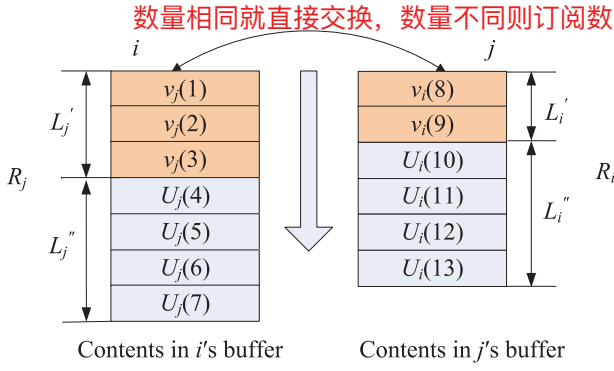 数量相同就直接交换，数量不同则订阅数
i j
v_j(1) v_i(8)
L_j' v_j(2) v_i(9) L_i'
v_j(3) U_i(10)
R_j U_j(4) U_i(11) R_i
L_j" U_j(5) U_i(12) L_i"
U_j(6) U_i(13)
U_j(7)
Contents in i's buffer Contents in j's buffer